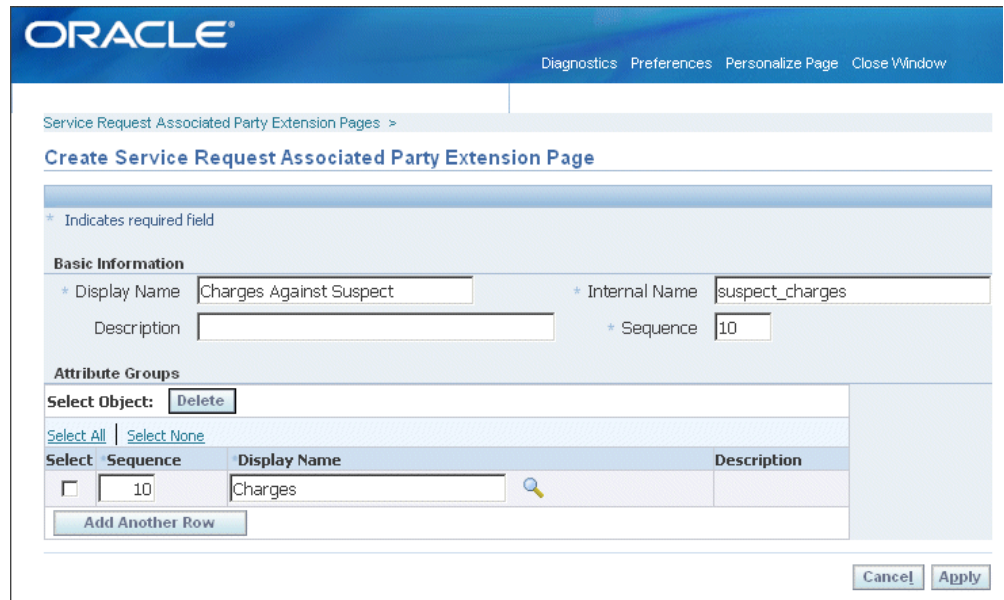 ORACLE
Diagnostics Preferences Personalize Page Close Window
Service Request Associated Party Extension Pages >
Create Service Request Associated Party Extension Page
* Indicates required field
Basic Information
* Display Name Charges Against Suspect * Internal Name suspect_charges
Description * Sequence 10
Attribute Groups
Select Object: Delete
Select All | Select None
Select *Sequence *Display Name Description
10 Charges
Add Another Row
Cancel Apply